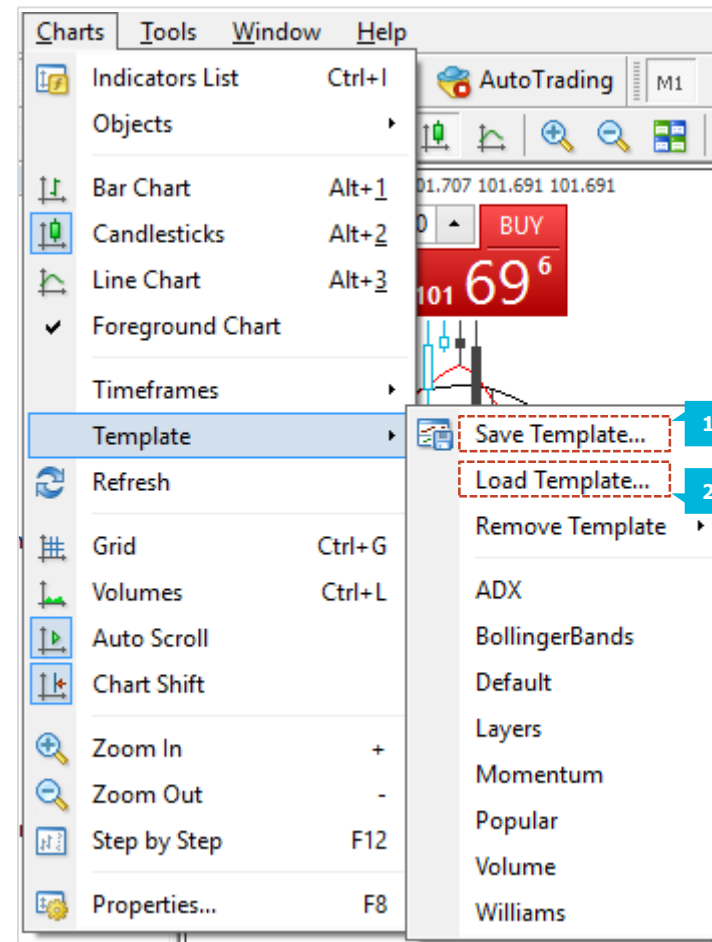 Charts Tools Window Help
Indicators List Ctrl+I
AutoTrading M1
Objects
Bar Chart Alt+1
01.707 101.691 101.691
Candlesticks Alt+2
0 BUY
Line Chart Alt+3
101 69 6
Foreground Chart
Timeframes
Template
Save Template... 1
Refresh
Load Template... 2
Remove Template
Grid Ctrl+G
Volumes Ctrl+L
ADX
Auto Scroll
BollingerBands
Chart Shift
Default
Layers
Zoom In +
Momentum
Zoom Out -
Popular
Step by Step F12
Volume
Properties... F8
Williams